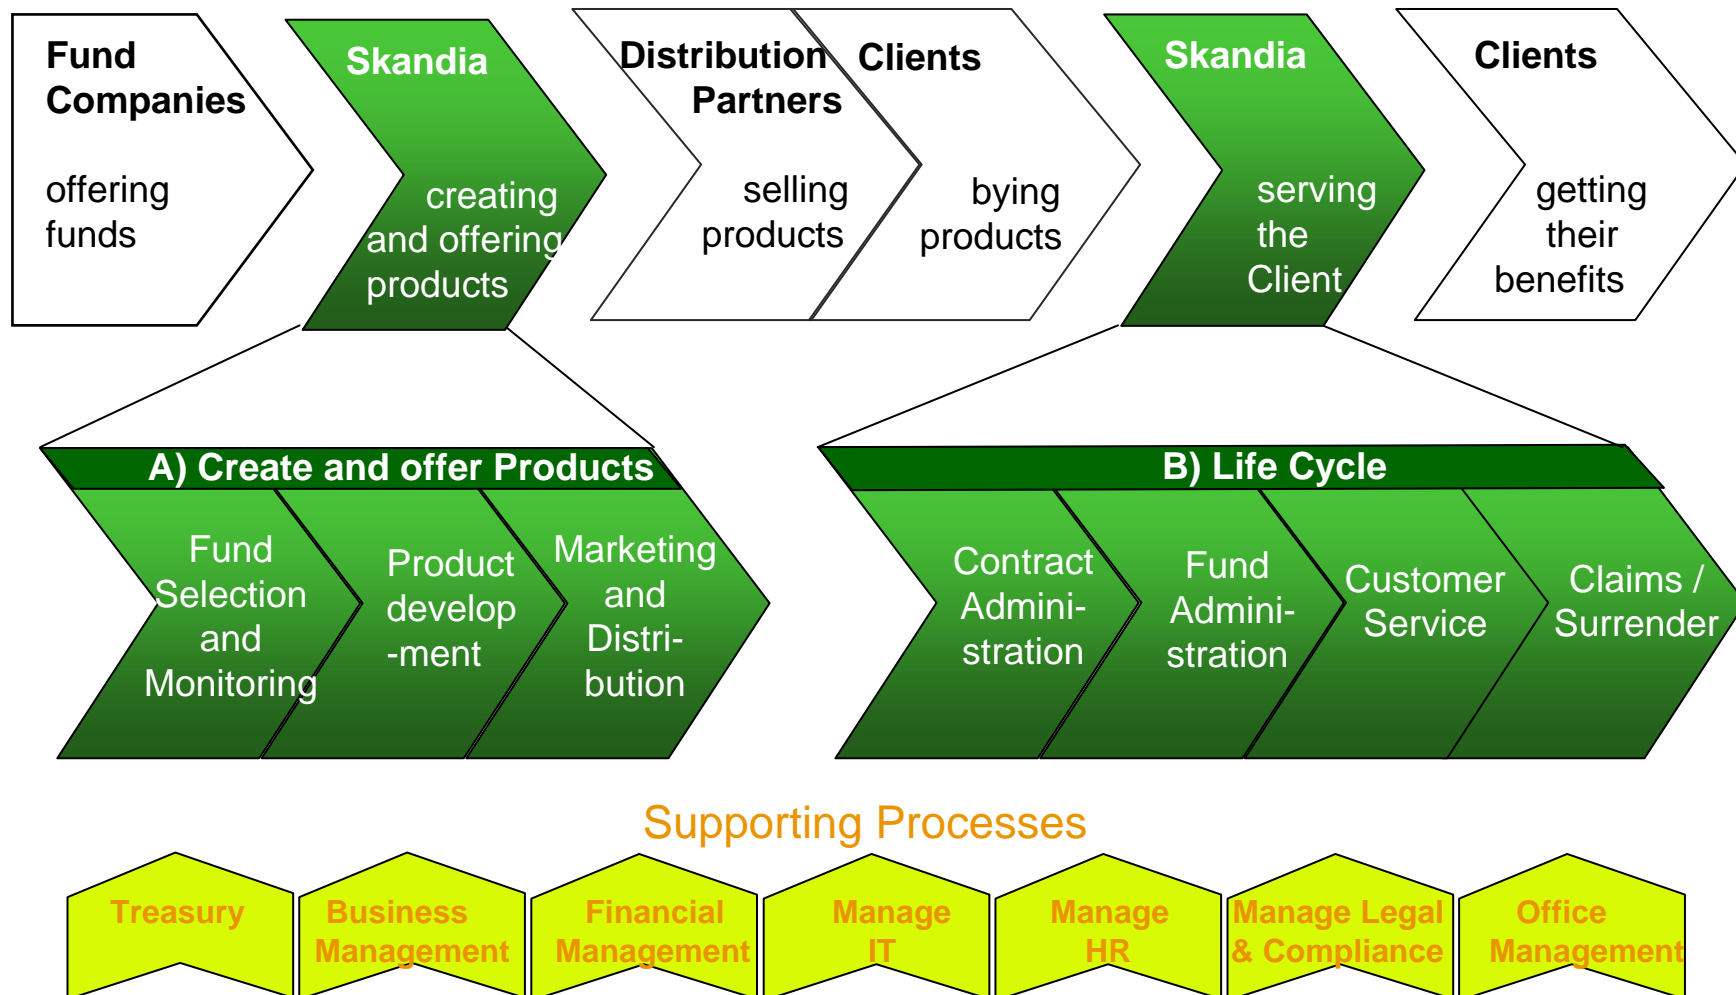 Fund
Companies
offering
funds
Skandia
creating
and offering
products
Distribution
Partners
selling
products
Clients
bying
products
Skandia
serving
the
Client
Clients
getting
their
benefits
A) Create and offer Products
Fund
Selection
and
Monitoring
Product
develop
-ment
Marketing
and
Distri-
bution
B) Life Cycle
Contract
Admini-
stration
Fund
Admini-
stration
Customer
Service
Claims /
Surrender
Supporting Processes
Treasury
Business
Management
Financial
Management
Manage
IT
Manage
HR
Manage Legal
& Compliance
Office
Management